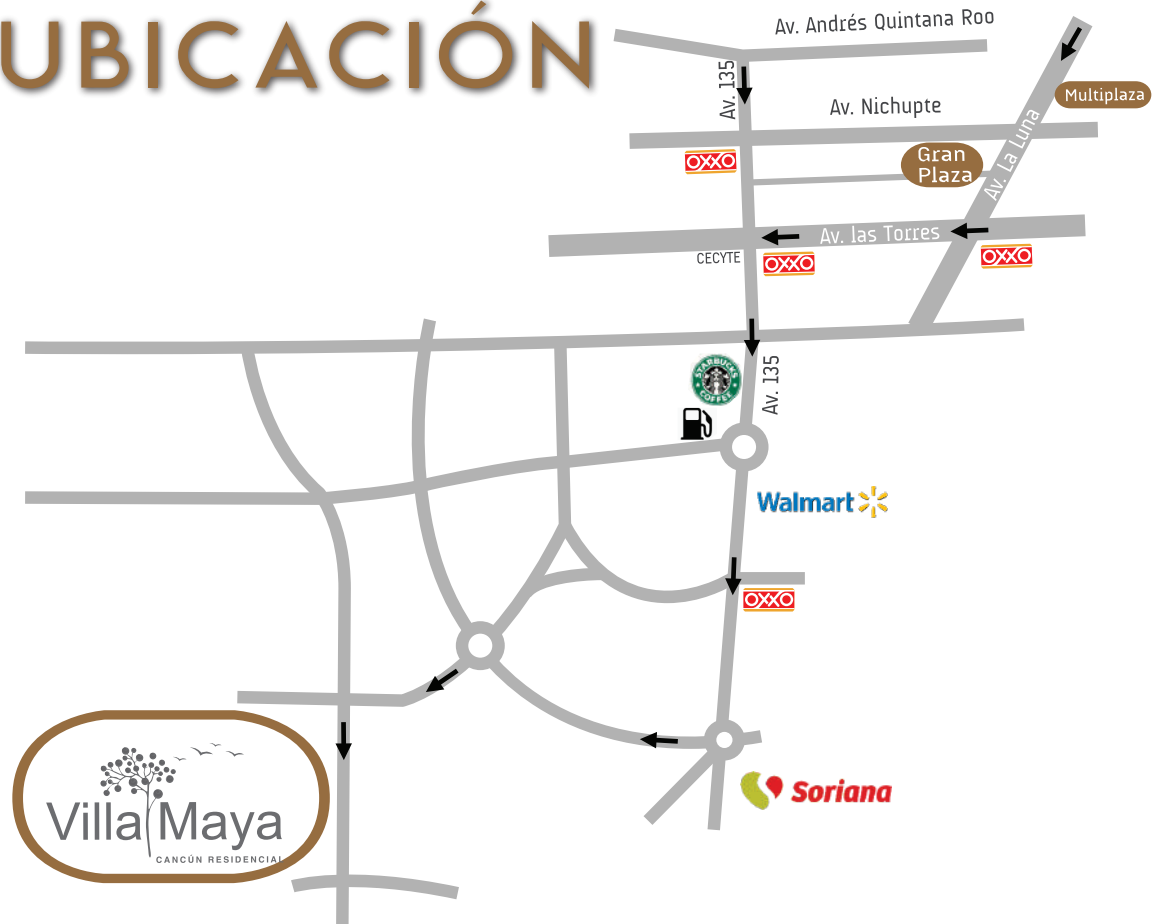 UBICACIÓN
Av. Andrés Quintana Roo
Av. 135
Multiplaza
Av. Nichupte
OXXO
Gran
Plaza
Av. La Luna
Av. las Torres
CECYTE
OXXO
OXXO
STARBUCKS
COFFEE
Av. 135
Walmart
OXXO
Soriana
Villa Maya
CANCÚN RESIDENCIAL